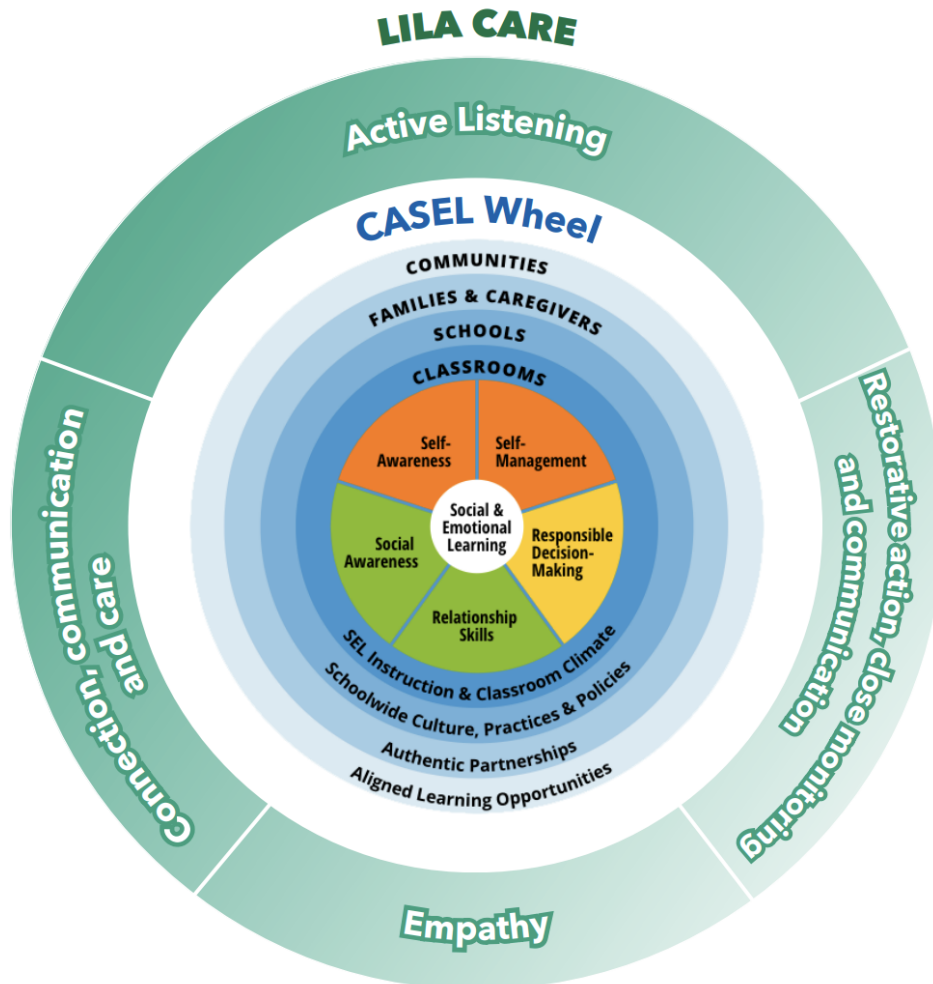 LILA CARE
Active Listening
CASEL Wheel
COMMUNITIES
FAMILIES & CAREGIVERS
SCHOOLS
CLASSROOMS
Self-
Awareness
Self-
Management
Social &
Emotional
Learning
Social
Awareness
Responsible
Decision-
Making
Relationship
Skills
SEL Instruction & Classroom Climate
Schoolwide Culture, Practices & Policies
Authentic Partnerships
Aligned Learning Opportunities
Connection, communication
and care
Restorative action, close monitoring
and communication
Empathy